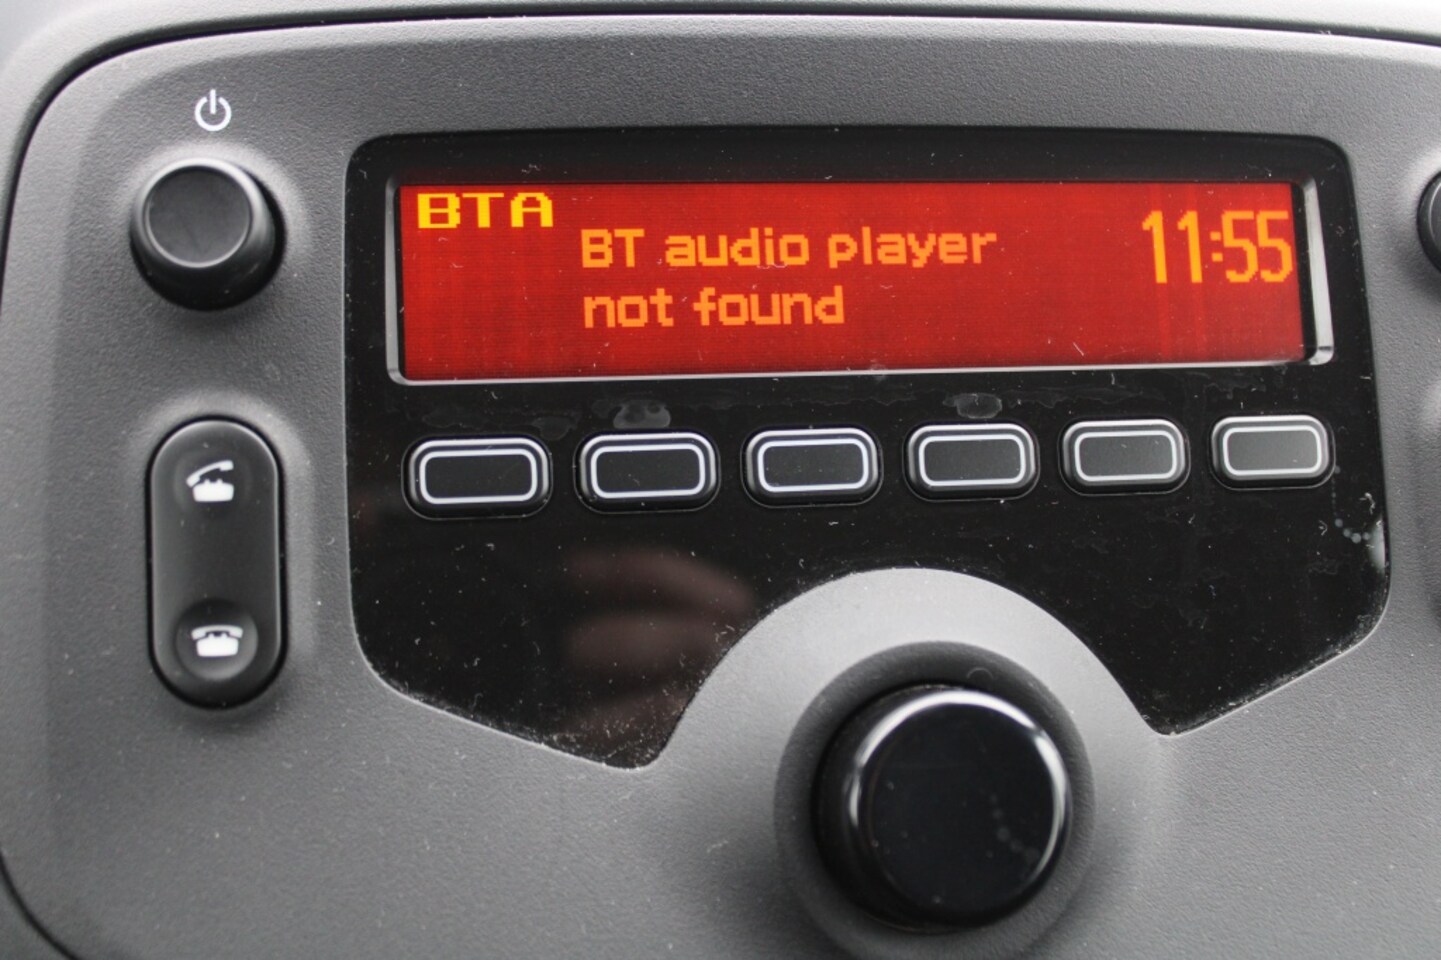 BTA
BT audio player
not found
11:55